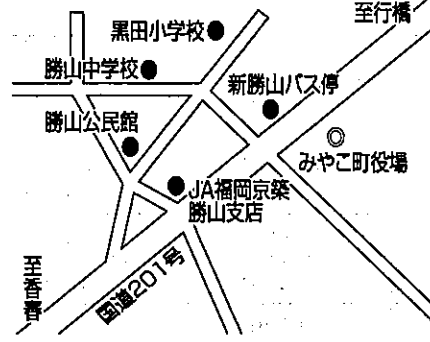 至行橋
黒田小学校
勝山中学校
新勝山バス停
勝山公民館
みやこ町役場
JA福岡京築
勝山支店
国道201号
至香春